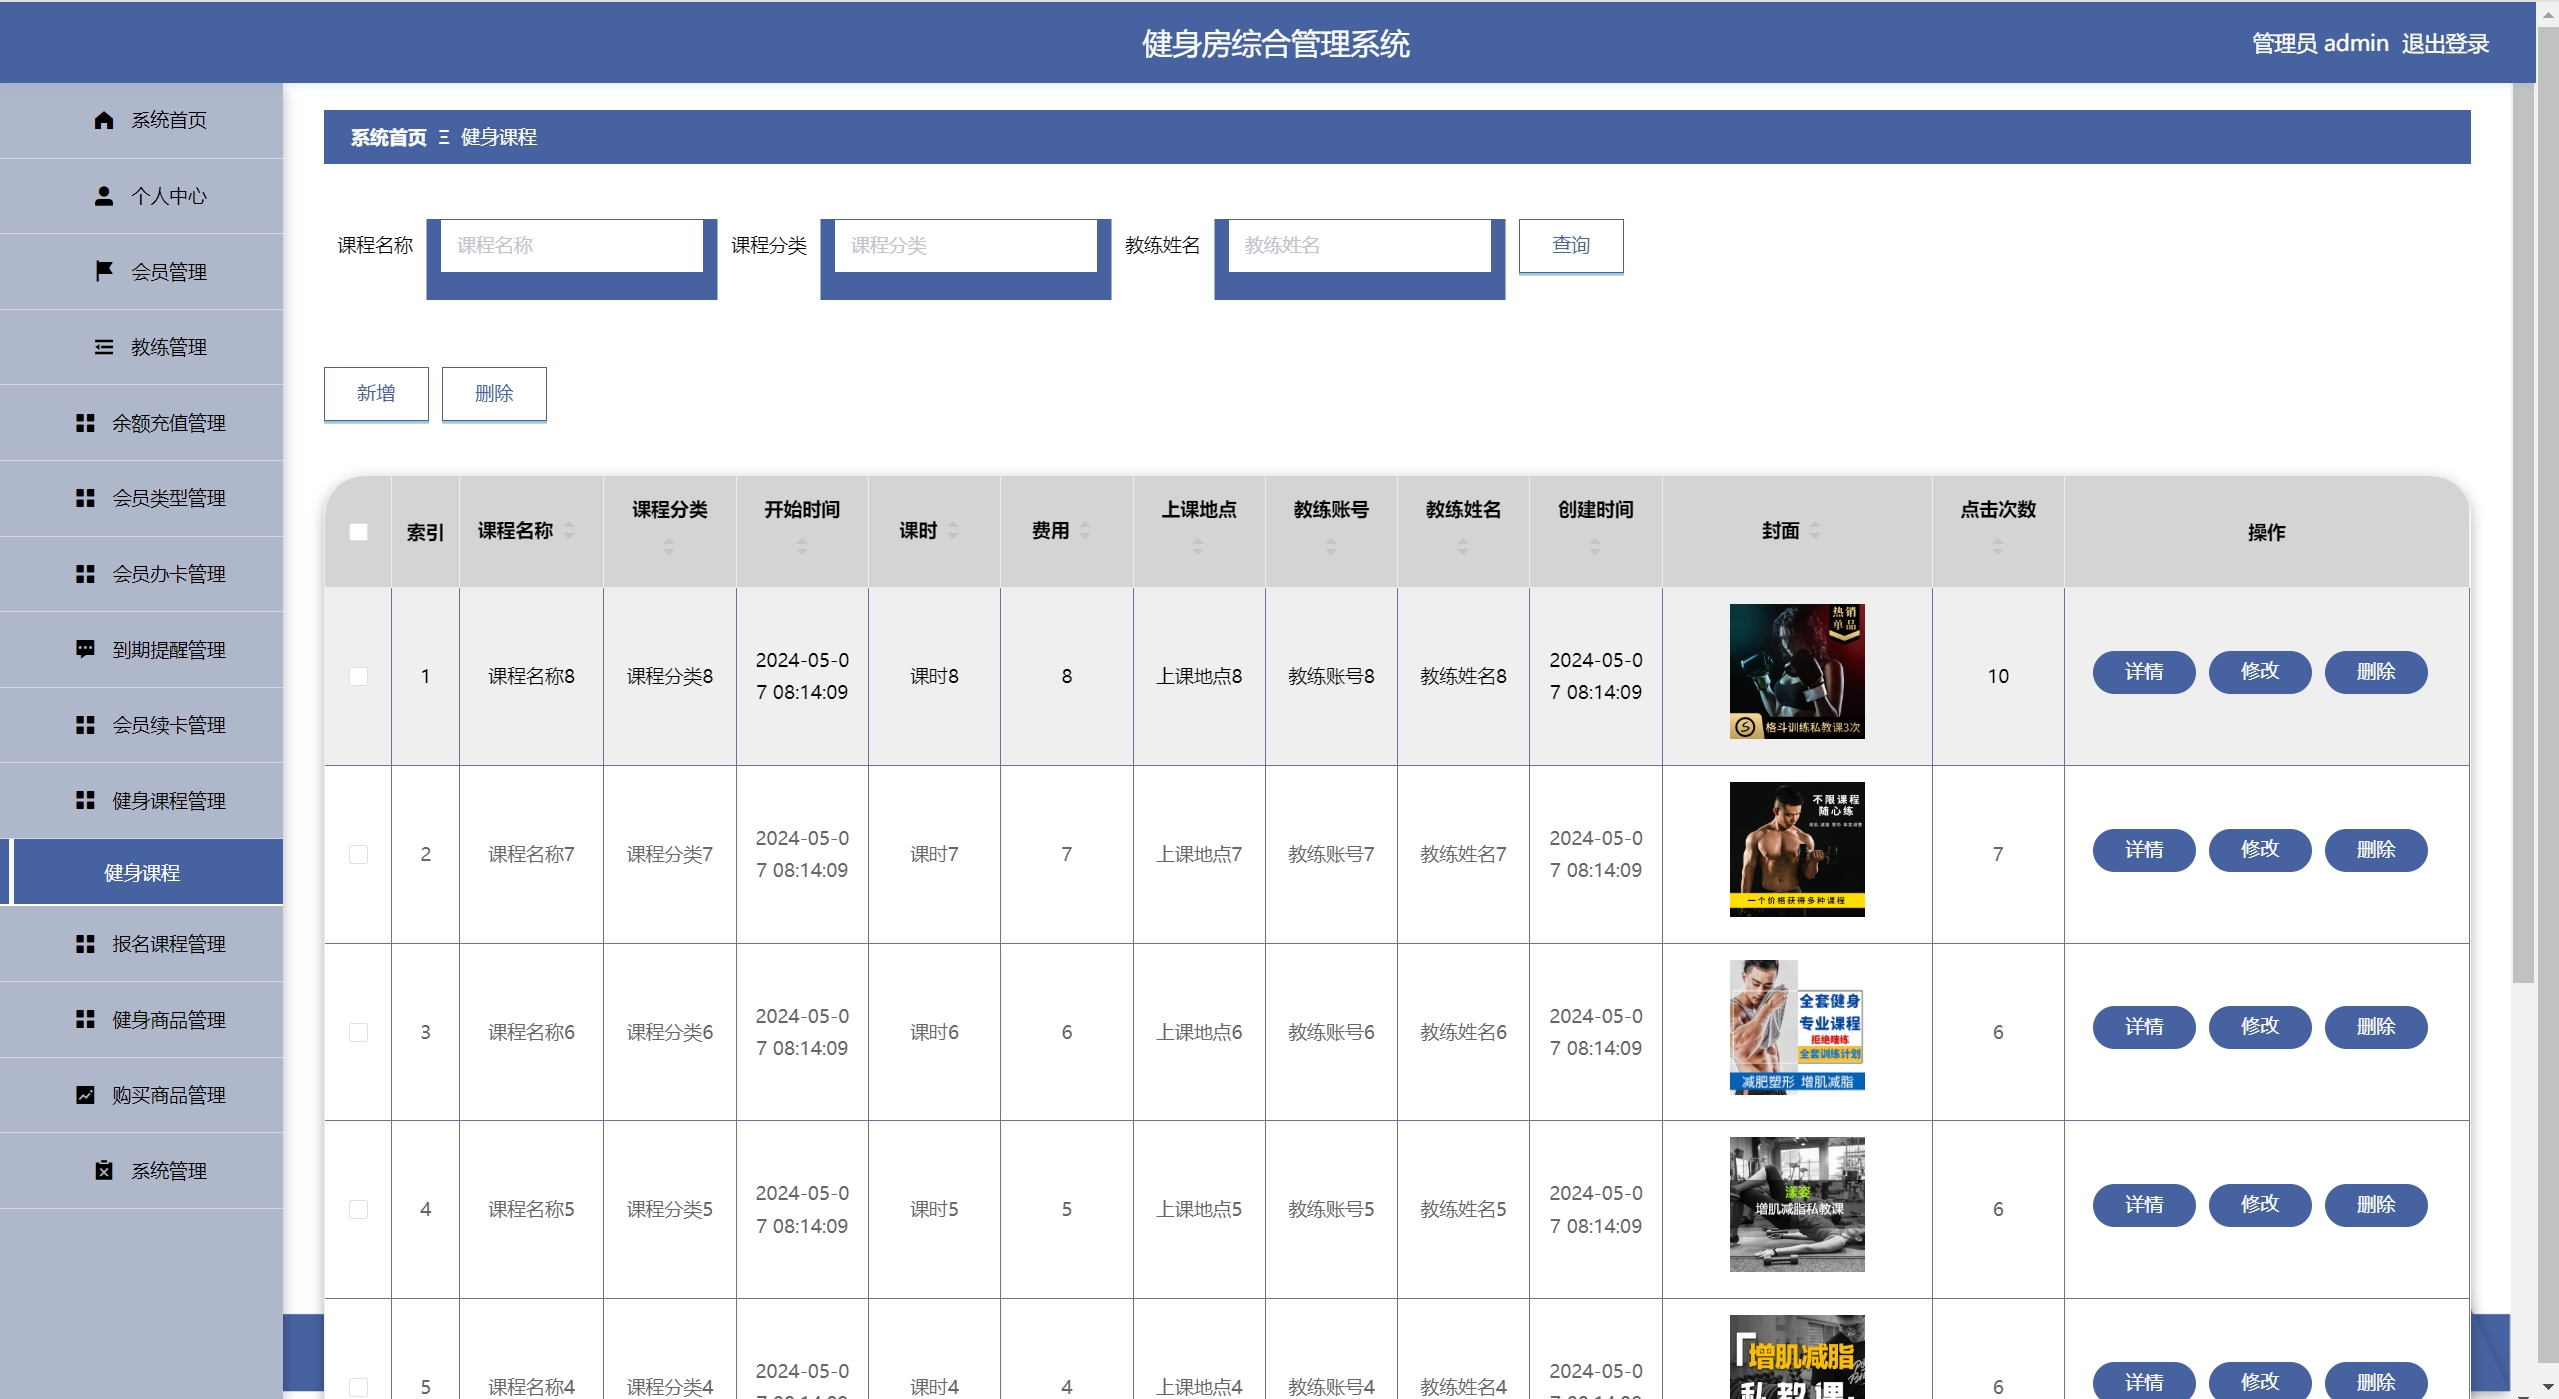 健身房综合管理系统
管理员 admin 退出登录
系统首页
个人中心
会员管理
教练管理
余额充值管理
会员类型管理
会员办卡管理
到期提醒管理
会员续卡管理
健身课程管理
健身课程
报名课程管理
健身商品管理
购买商品管理
系统管理
系统首页 Ξ 健身课程
课程名称 课程名称 课程分类 课程分类 教练姓名 教练姓名 查询
新增 删除
索引 课程名称 课程分类 开始时间 课时 费用 上课地点 教练账号 教练姓名 创建时间 封面 点击次数 操作
1 课程名称8 课程分类8 2024-05-07 08:14:09 课时8 8 上课地点8 教练账号8 教练姓名8 2024-05-07 08:14:09 10 详情 修改 删除
热销
单品
格斗训练私教课3次
2 课程名称7 课程分类7 2024-05-07 08:14:09 课时7 7 上课地点7 教练账号7 教练姓名7 2024-05-07 08:14:09 7 详情 修改 删除
不限课程
随心练
一个价格获得多种课程
3 课程名称6 课程分类6 2024-05-07 08:14:09 课时6 6 上课地点6 教练账号6 教练姓名6 2024-05-07 08:14:09 6 详情 修改 删除
全套健身
专业课程
拒绝瞎练
全套训练计划
减肥塑形 增肌减脂
4 课程名称5 课程分类5 2024-05-07 08:14:09 课时5 5 上课地点5 教练账号5 教练姓名5 2024-05-07 08:14:09 6 详情 修改 删除
漾姿
增肌减脂私教课
5 课程名称4 课程分类4 2024-05-0 课时4 4 上课地点4 教练账号4 教练姓名4 2024-05-0 6 详情 修改 删除
增肌减脂
私教课